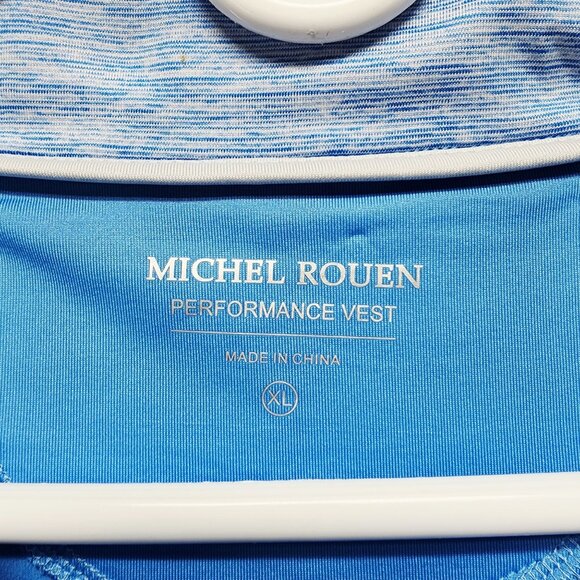 MICHEL ROUEN
PERFORMANCE VEST
MADE IN CHINA
XL